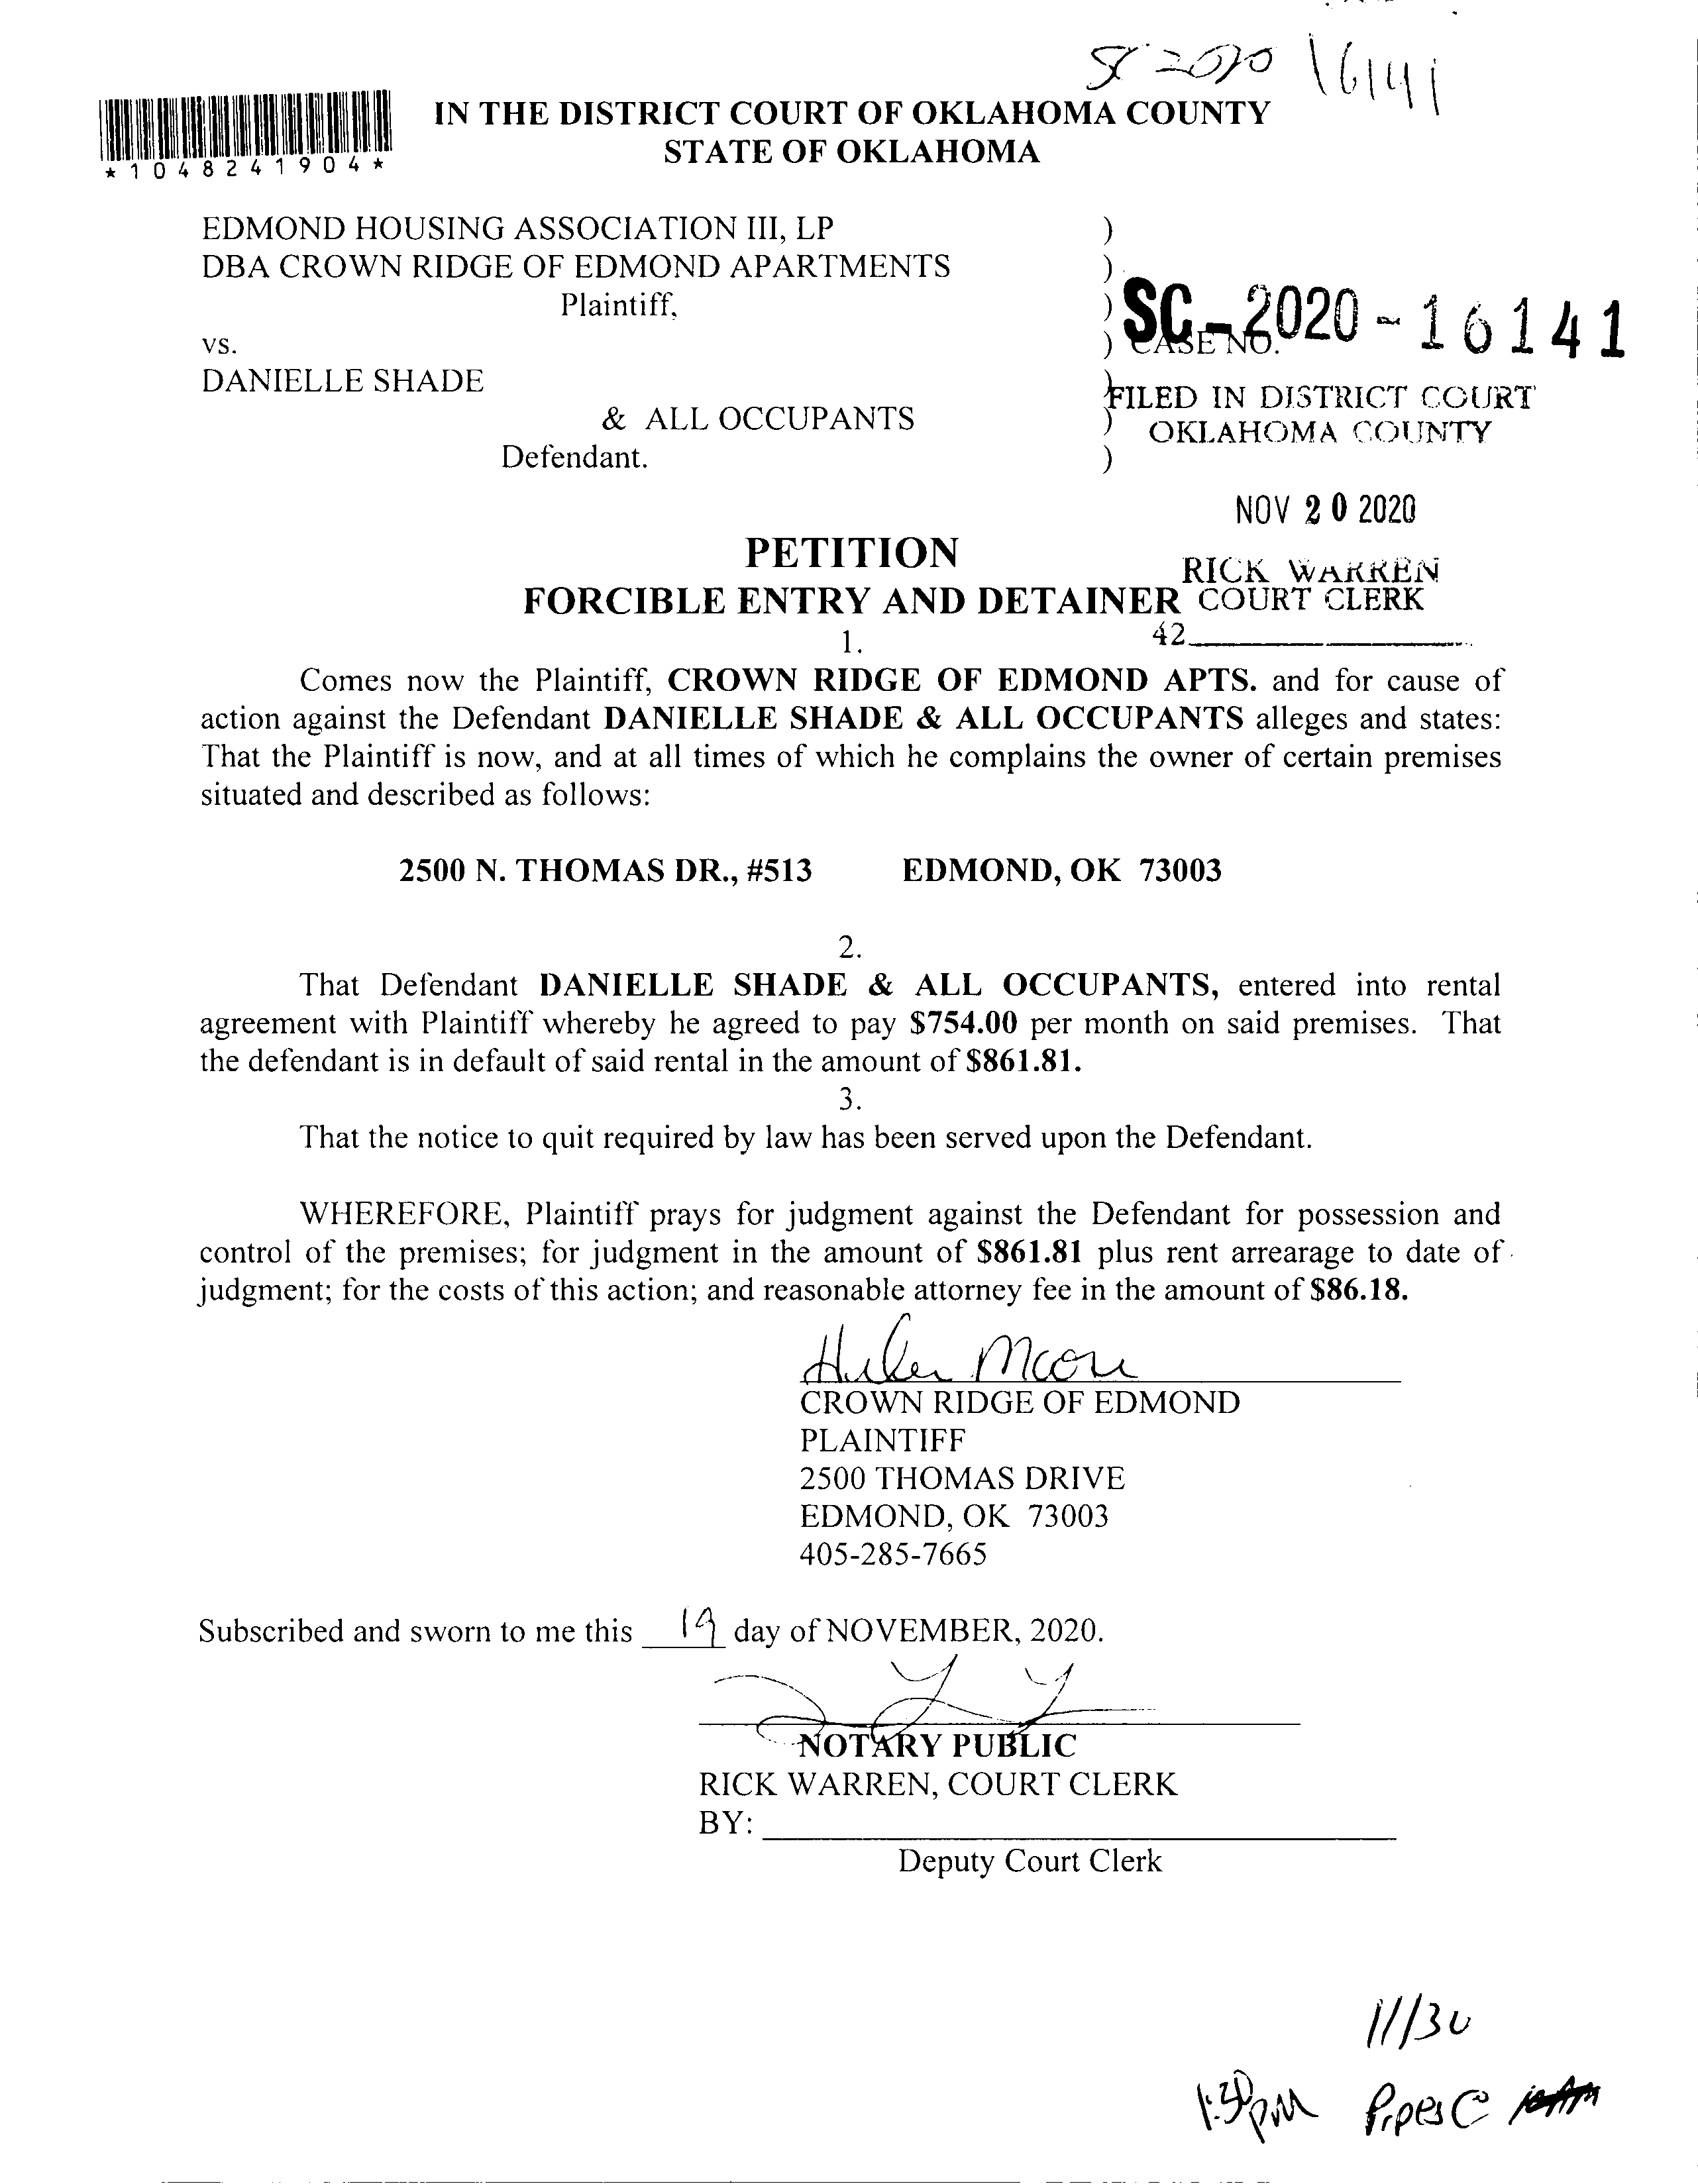 SC 2020 16141
*1048241904*
IN THE DISTRICT COURT OF OKLAHOMA COUNTY
STATE OF OKLAHOMA
EDMOND HOUSING ASSOCIATION III, LP )
DBA CROWN RIDGE OF EDMOND APARTMENTS )
Plaintiff, )
SC-2020-16141
vs. ) CASE NO.
DANIELLE SHADE )
FILED IN DISTRICT COURT
& ALL OCCUPANTS )
OKLAHOMA COUNTY
Defendant. )
NOV 20 2020
PETITION
RICK WARREN
FORCIBLE ENTRY AND DETAINER COURT CLERK
1. 42
Comes now the Plaintiff, CROWN RIDGE OF EDMOND APTS. and for cause of
action against the Defendant DANIELLE SHADE & ALL OCCUPANTS alleges and states:
That the Plaintiff is now, and at all times of which he complains the owner of certain premises
situated and described as follows:
2500 N. THOMAS DR., #513 EDMOND, OK 73003
2.
That Defendant DANIELLE SHADE & ALL OCCUPANTS, entered into rental
agreement with Plaintiff whereby he agreed to pay $754.00 per month on said premises. That
the defendant is in default of said rental in the amount of $861.81.
3.
That the notice to quit required by law has been served upon the Defendant.
WHEREFORE, Plaintiff prays for judgment against the Defendant for possession and
control of the premises; for judgment in the amount of $861.81 plus rent arrearage to date of
judgment; for the costs of this action; and reasonable attorney fee in the amount of $86.18.
CROWN RIDGE OF EDMOND
PLAINTIFF
2500 THOMAS DRIVE
EDMOND, OK 73003
405-285-7665
Subscribed and sworn to me this 19 day of NOVEMBER, 2020.
NOTARY PUBLIC
RICK WARREN, COURT CLERK
BY:
Deputy Court Clerk
11/30
1:30pm